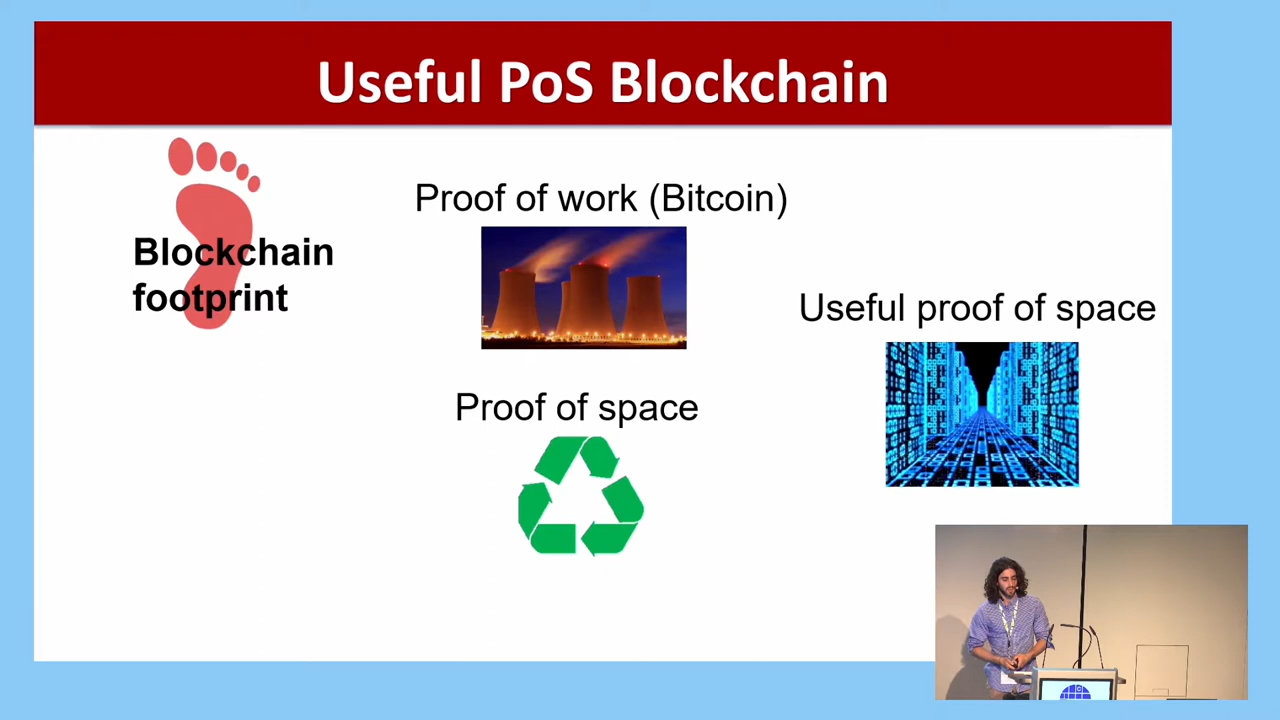 Useful PoS Blockchain
Blockchain
footprint
Proof of work (Bitcoin)
Useful proof of space
Proof of space